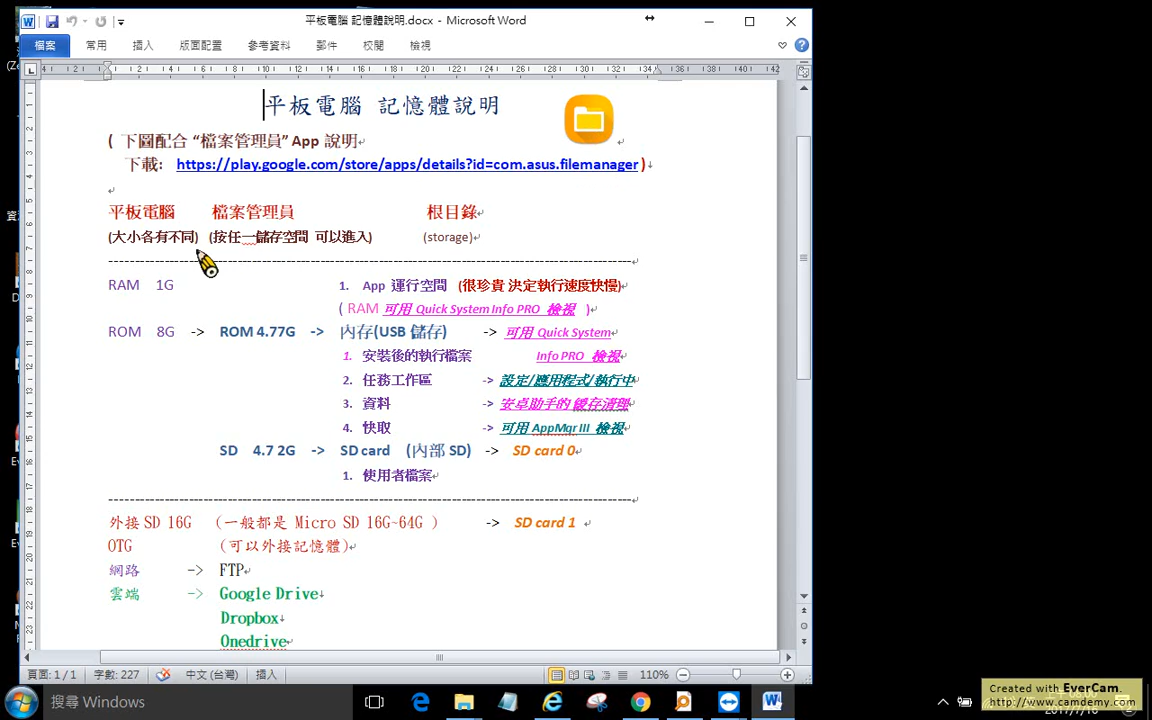 平板電腦 記憶體說明.docx - Microsoft Word
檔案 常用 插入 版面配置 參考資料 郵件 校閱 檢視
平板電腦 記憶體說明
( 下圖配合 “檔案管理員” App 說明
下載: https://play.google.com/store/apps/details?id=com.asus.filemanager )
平板電腦 檔案管理員 根目錄
(大小各有不同) (按任一儲存空間 可以進入) (storage)
RAM 1G 1. App 運行空間 (很珍貴 決定執行速度快慢)
( RAM 可用 Quick System Info PRO 檢視 )
ROM 8G -> ROM 4.77G -> 內存(USB 儲存) -> 可用 Quick System
1. 安裝後的執行檔案 Info PRO 檢視
2. 任務工作區 -> 設定/應用程式/執行中
3. 資料 -> 安卓助手的 緩存清理
4. 快取 -> 可用 AppMgr III 檢視
SD 4.7 2G -> SD card (內部 SD) -> SD card 0
1. 使用者檔案
外接 SD 16G (一般都是 Micro SD 16G~64G ) -> SD card 1
OTG (可以外接記憶體)
網路 -> FTP
雲端 -> Google Drive
Dropbox
Onedrive
頁面: 1 / 1 字數: 227 中文 (台灣) 插入 110%
搜尋 Windows
Created with EverCam.
http://www.camdemy.com